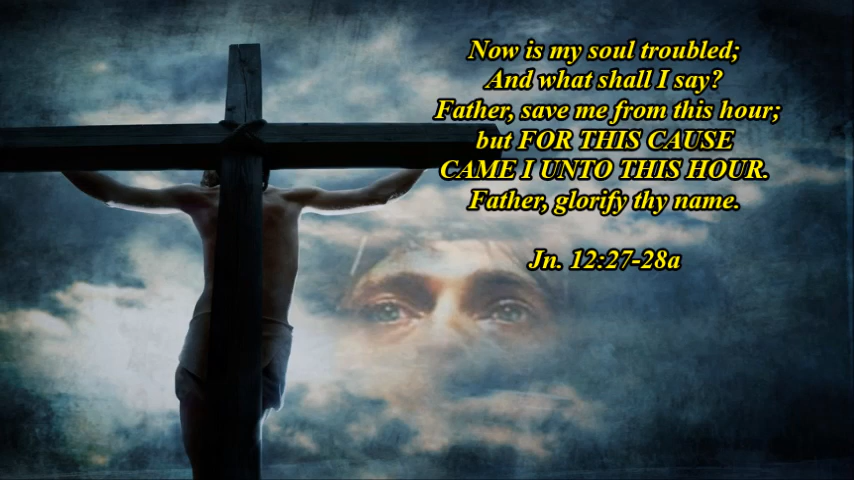 Now is my soul troubled;
And what shall I say?
Father, save me from this hour;
but FOR THIS CAUSE
CAME I UNTO THIS HOUR.
Father, glorify thy name.
Jn. 12:27-28a